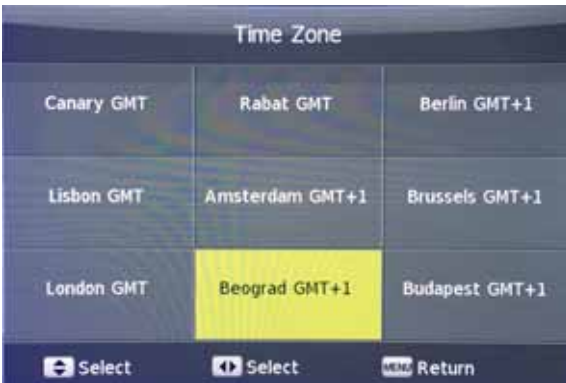 Time Zone
Canary GMT Rabat GMT Berlin GMT+1
Lisbon GMT Amsterdam GMT+1 Brussels GMT+1
London GMT Beograd GMT+1 Budapest GMT+1
Select Select MENU Return